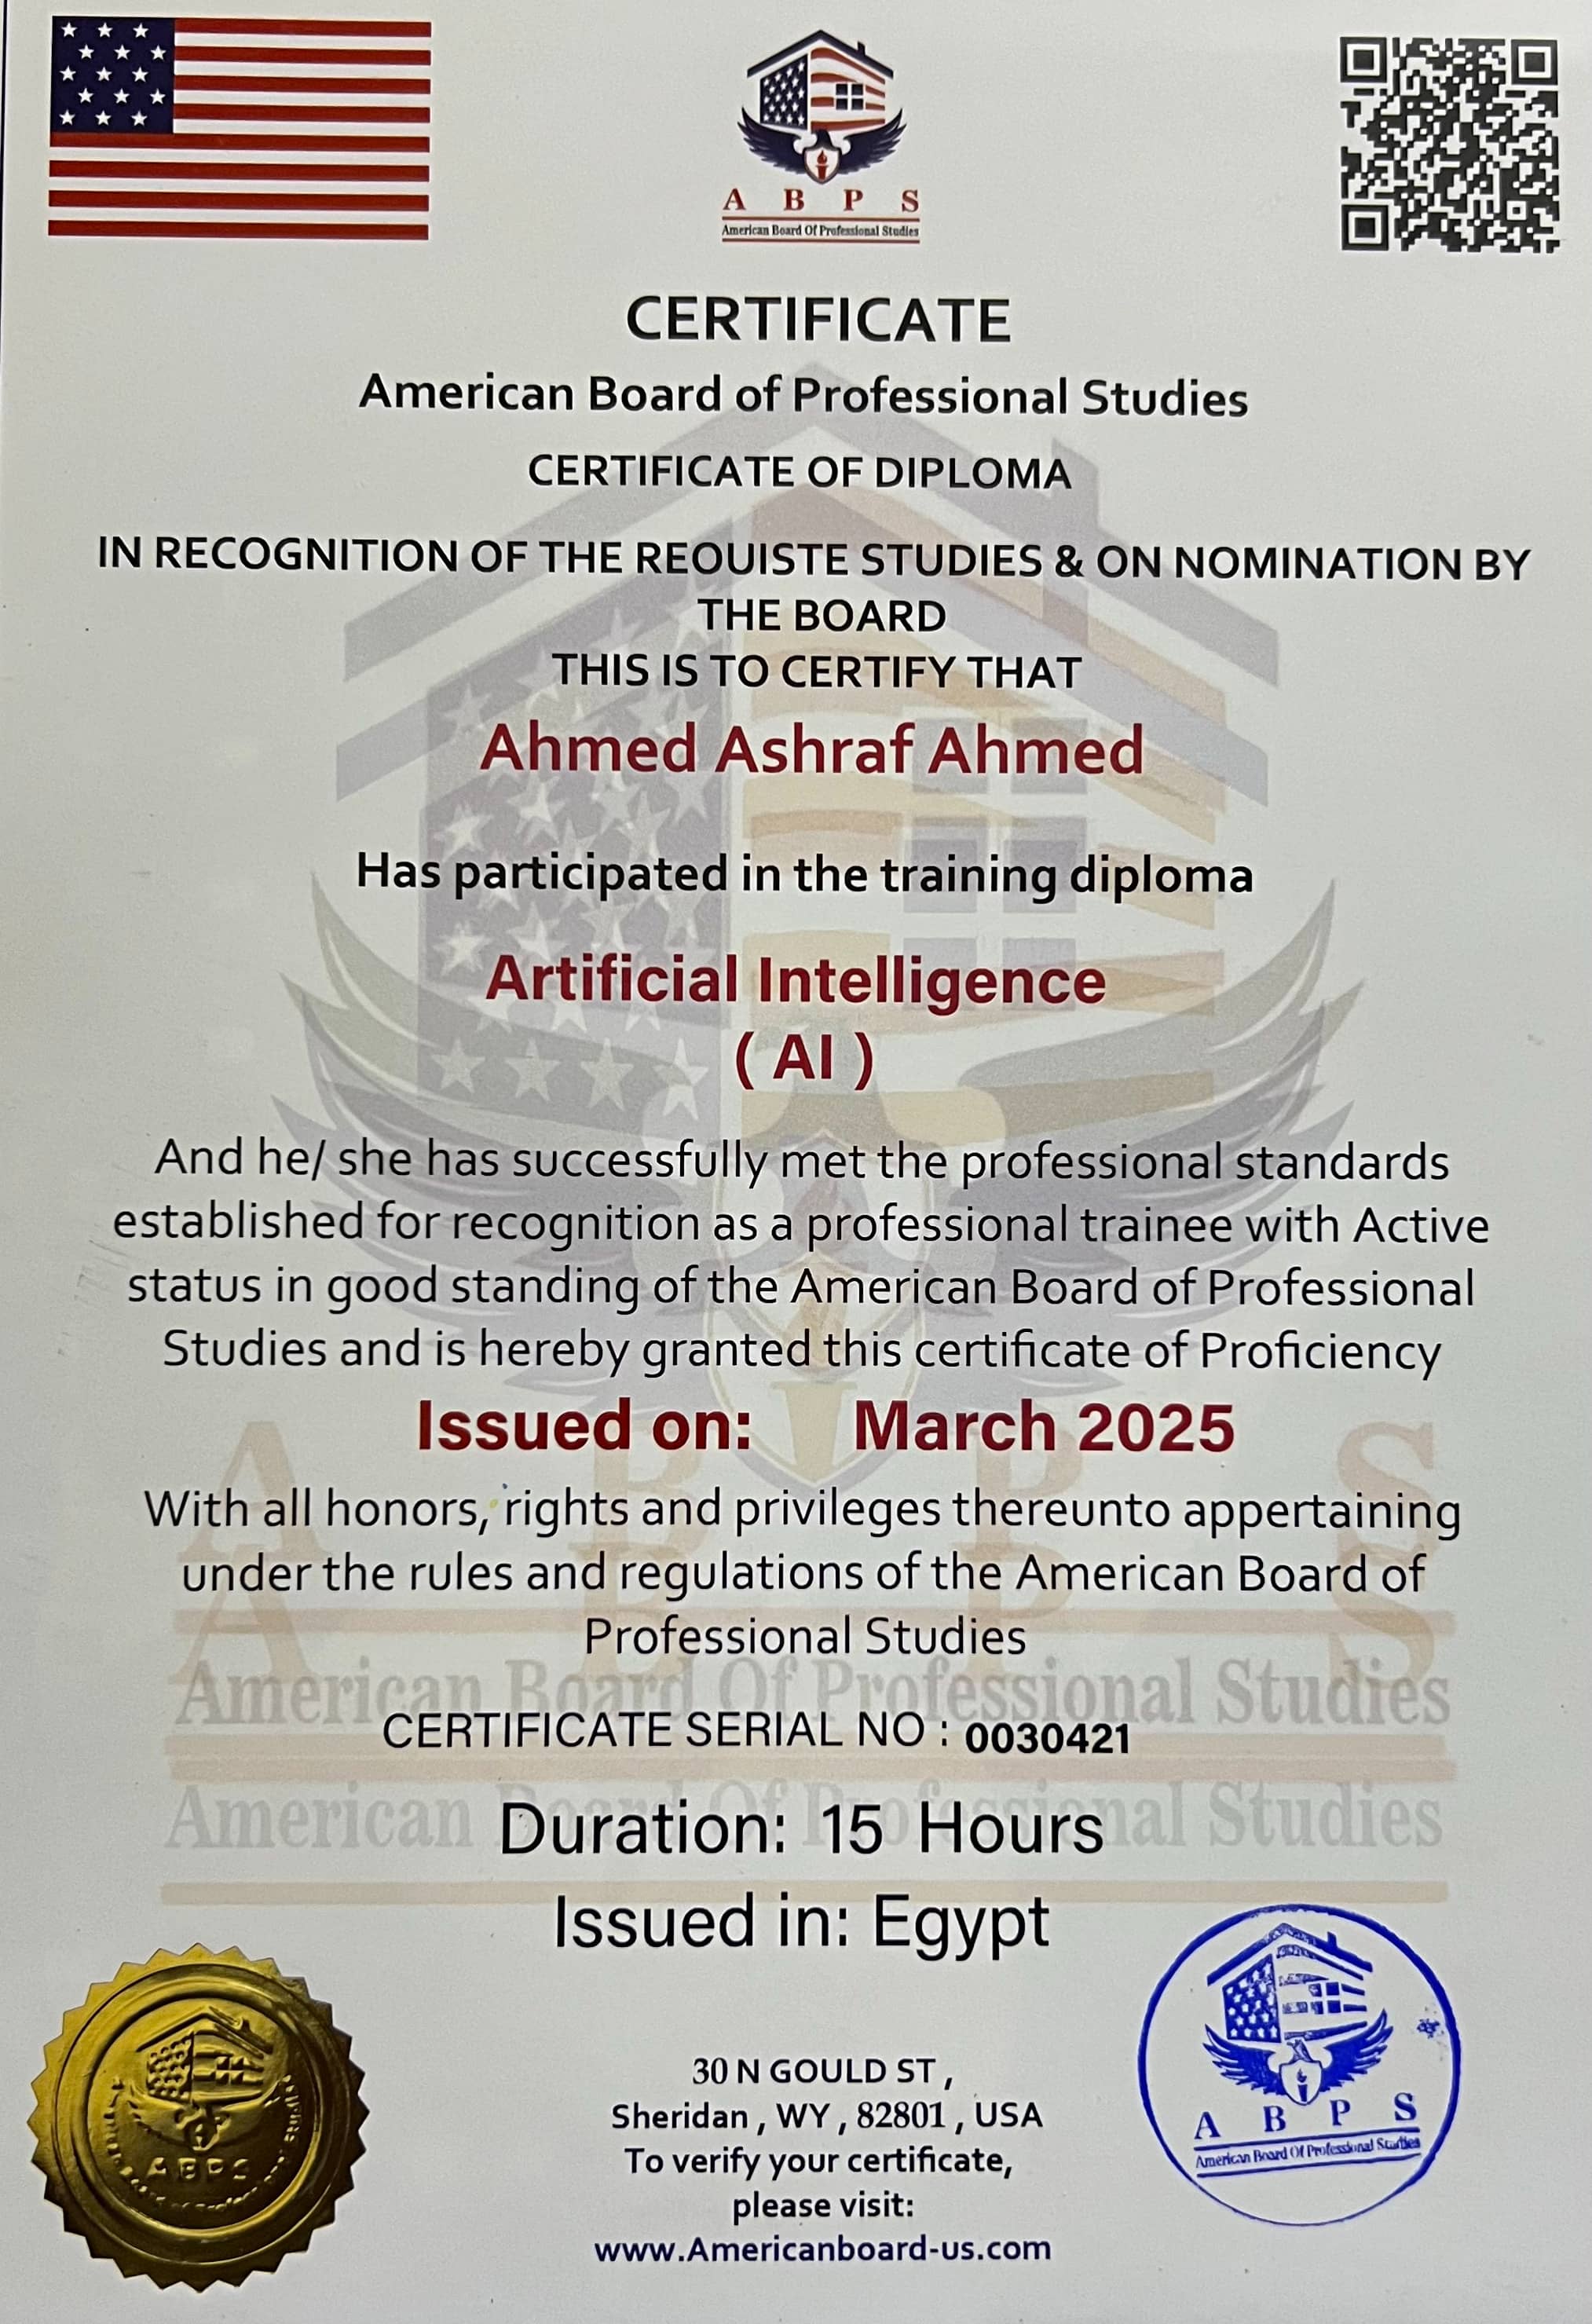 A B P S
American Board Of Professional Studies
CERTIFICATE
American Board of Professional Studies
CERTIFICATE OF DIPLOMA
IN RECOGNITION OF THE REOUISTE STUDIES & ON NOMINATION BY
THE BOARD
THIS IS TO CERTIFY THAT
Ahmed Ashraf Ahmed
Has participated in the training diploma
Artificial Intelligence
( AI )
And he/ she has successfully met the professional standards
established for recognition as a professional trainee with Active
status in good standing of the American Board of Professional
Studies and is hereby granted this certificate of Proficiency
Issued on: March 2025
With all honors, rights and privileges thereunto appertaining
under the rules and regulations of the American Board of
Professional Studies
A B P S
American Board Of Professional Studies
CERTIFICATE SERIAL NO : 0030421
American Board Of Professional Studies
Duration: 15 Hours
Issued in: Egypt
30 N GOULD ST ,
Sheridan , WY , 82801 , USA
To verify your certificate,
please visit:
www.Americanboard-us.com
A B P S
A B P S
American Board Of Professional Studies